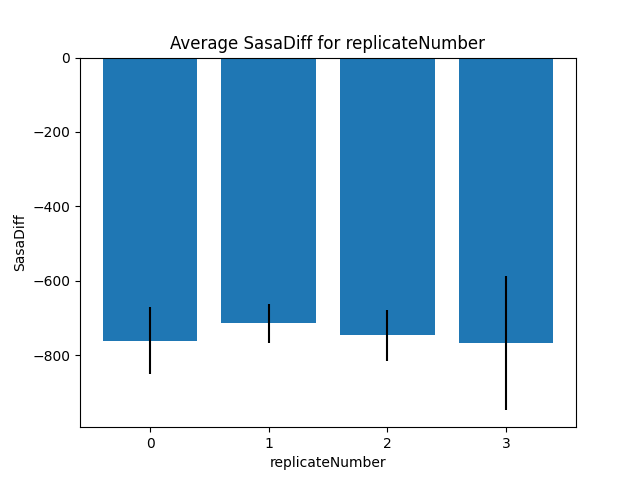 Average SasaDiff for replicateNumber
0
−200
−400
−600
−800
SasaDiff
0 1 2 3
replicateNumber